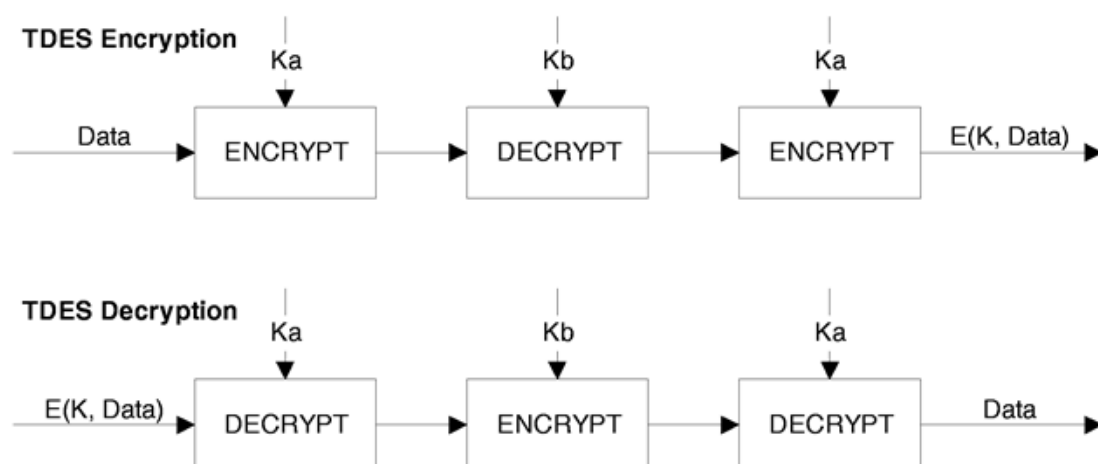 TDES Encryption
Ka Kb Ka
Data ENCRYPT DECRYPT ENCRYPT E(K, Data)
TDES Decryption
Ka Kb Ka
E(K, Data) DECRYPT ENCRYPT DECRYPT Data